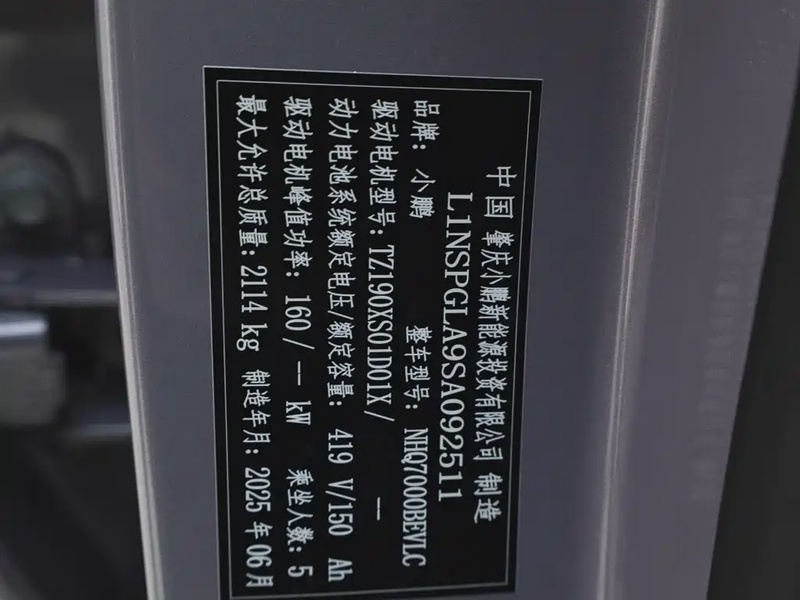 中国 肇庆小鹏新能源投资有限公司 制造
L1NSPGLA9SA092511
品牌: 小鹏 整车型号: NHQ7000BEVLC
驱动电机型号: TZ190XS01D01X/ —
动力电池系统额定电压/额定容量: 419 V/150 Ah
驱动电机峰值功率: 160/ — kW 乘坐人数: 5
最大允许总质量: 2114 kg 制造年月: 2025 年 06 月